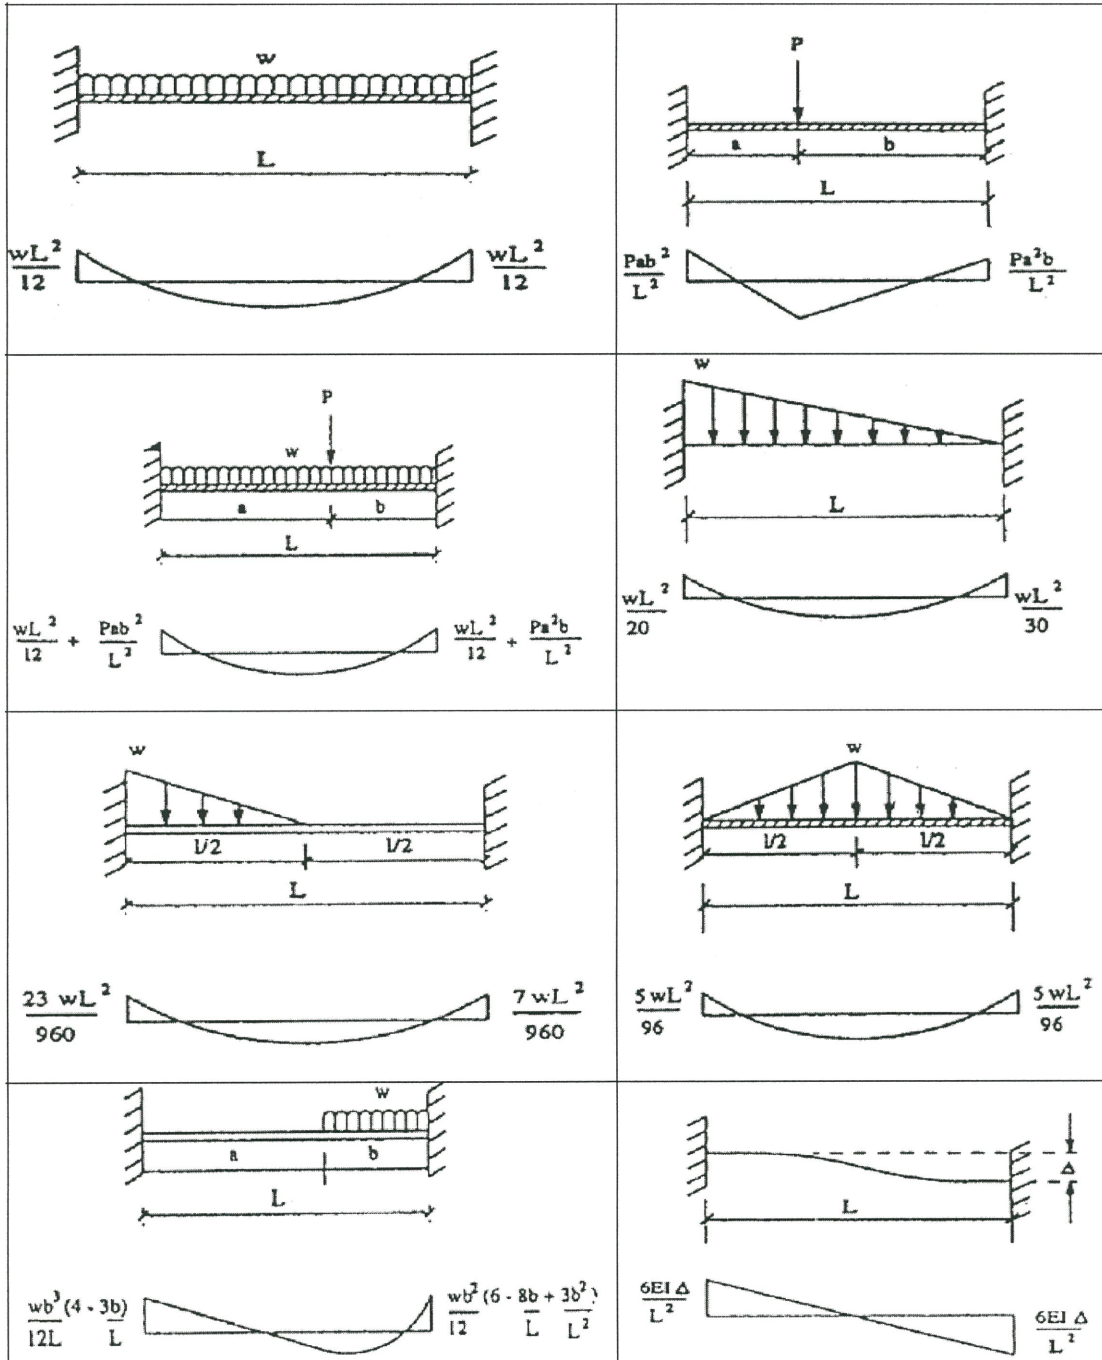 w
L
wL²/12
wL²/12
P
a b
L
Pab²/L²
Pa²b/L²
P
w
a b
L
wL²/12 + Pab²/L²
wL²/12 + Pa²b/L²
w
L
wL²/20
wL²/30
w
l/2 l/2
L
23 wL²/960
7 wL²/960
w
l/2 l/2
L
5 wL²/96
5 wL²/96
w
a b
L
wb³/12L (4 - 3b/L)
wb²/12 (6 - 8b/L + 3b²/L²)
Δ
L
6EI Δ/L²
6EI Δ/L²